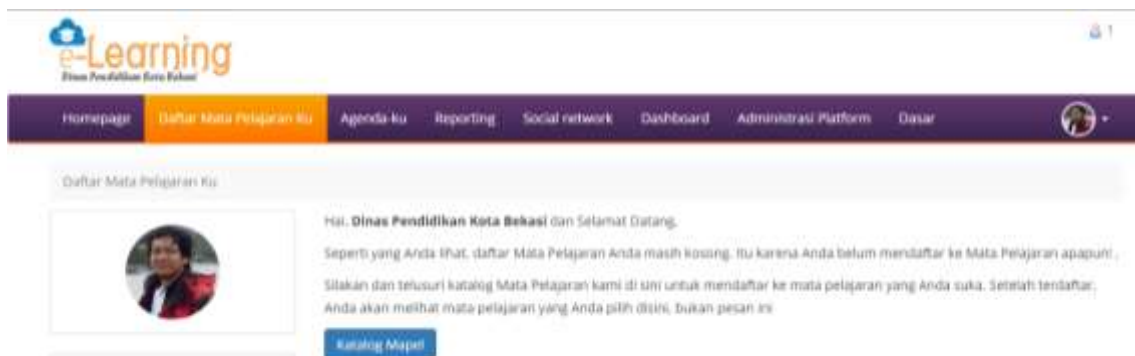 e-Learning
Dinas Pendidikan Kota Bekasi
1
Homepage Daftar Mata Pelajaran Ku Agenda-ku Reporting Social network Dashboard Administrasi Platform Dasar
Daftar Mata Pelajaran Ku
Hai, Dinas Pendidikan Kota Bekasi dan Selamat Datang,
Seperti yang Anda lihat, daftar Mata Pelajaran Anda masih kosong. Itu karena Anda belum mendaftar ke Mata Pelajaran apapun! .
Silakan dan telusuri katalog Mata Pelajaran kami di sini untuk mendaftar ke mata pelajaran yang Anda suka. Setelah terdaftar,
Anda akan melihat mata pelajaran yang Anda pilih disini, bukan pesan ini
Katalog Mapel